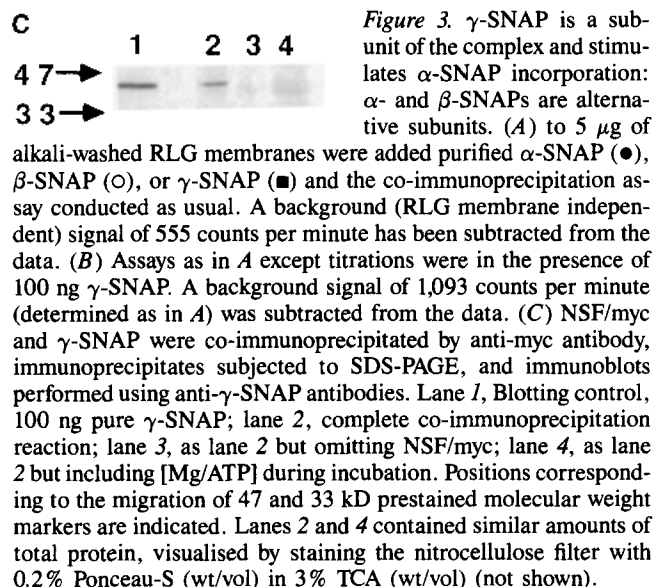 C
1 2 3 4
47
33
Figure 3. γ-SNAP is a sub-
unit of the complex and stimu-
lates α-SNAP incorporation:
α- and β-SNAPs are alterna-
tive subunits. (A) to 5 μg of
alkali-washed RLG membranes were added purified α-SNAP (●),
β-SNAP (○), or γ-SNAP (■) and the co-immunoprecipitation as-
say conducted as usual. A background (RLG membrane indepen-
dent) signal of 555 counts per minute has been subtracted from the
data. (B) Assays as in A except titrations were in the presence of
100 ng γ-SNAP. A background signal of 1,093 counts per minute
(determined as in A) was subtracted from the data. (C) NSF/myc
and γ-SNAP were co-immunoprecipitated by anti-myc antibody,
immunoprecipitates subjected to SDS-PAGE, and immunoblots
performed using anti-γ-SNAP antibodies. Lane 1, Blotting control,
100 ng pure γ-SNAP; lane 2, complete co-immunoprecipitation
reaction; lane 3, as lane 2 but omitting NSF/myc; lane 4, as lane
2 but including [Mg/ATP] during incubation. Positions correspond-
ing to the migration of 47 and 33 kD prestained molecular weight
markers are indicated. Lanes 2 and 4 contained similar amounts of
total protein, visualised by staining the nitrocellulose filter with
0.2% Ponceau-S (wt/vol) in 3% TCA (wt/vol) (not shown).